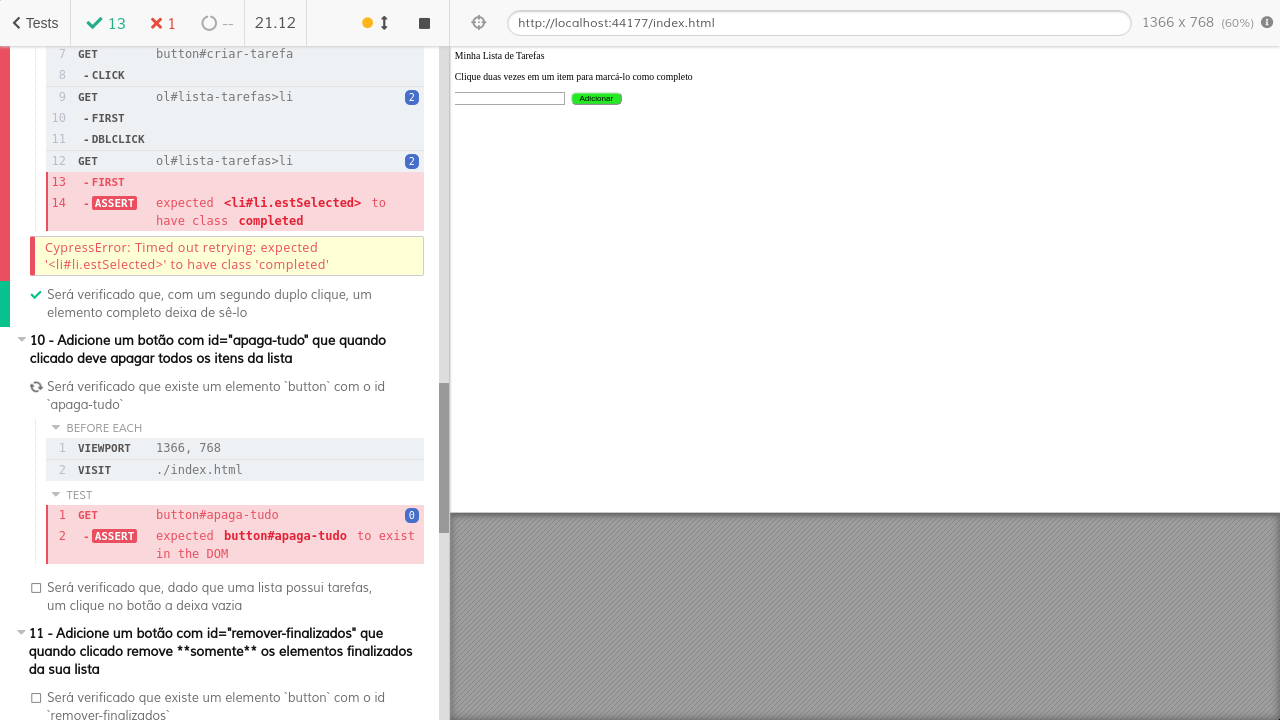 Tests
13
1
--
21.12
http://localhost:44177/index.html
1366 x 768 (60%)
7 GET button#criar-tarefa
8 - CLICK
9 GET ol#lista-tarefas>li 2
10 - FIRST
11 - DBLCLICK
12 GET ol#lista-tarefas>li 2
13 - FIRST
14 - ASSERT expected <li#li.estSelected> to
have class completed
CypressError: Timed out retrying: expected
'<li#li.estSelected>' to have class 'completed'
Será verificado que, com um segundo duplo clique, um
elemento completo deixa de sê-lo
10 - Adicione um botão com id="apaga-tudo" que quando
clicado deve apagar todos os itens da lista
Será verificado que existe um elemento `button` com o id
`apaga-tudo`
BEFORE EACH
1 VIEWPORT 1366, 768
2 VISIT ./index.html
TEST
1 GET button#apaga-tudo 0
2 - ASSERT expected button#apaga-tudo to exist
in the DOM
Será verificado que, dado que uma lista possui tarefas,
um clique no botão a deixa vazia
11 - Adicione um botão com id="remover-finalizados" que
quando clicado remove **somente** os elementos finalizados
da sua lista
Será verificado que existe um elemento `button` com o id
`remover-finalizados`
Minha Lista de Tarefas
Clique duas vezes em um item para marcá-lo como completo
Adicionar